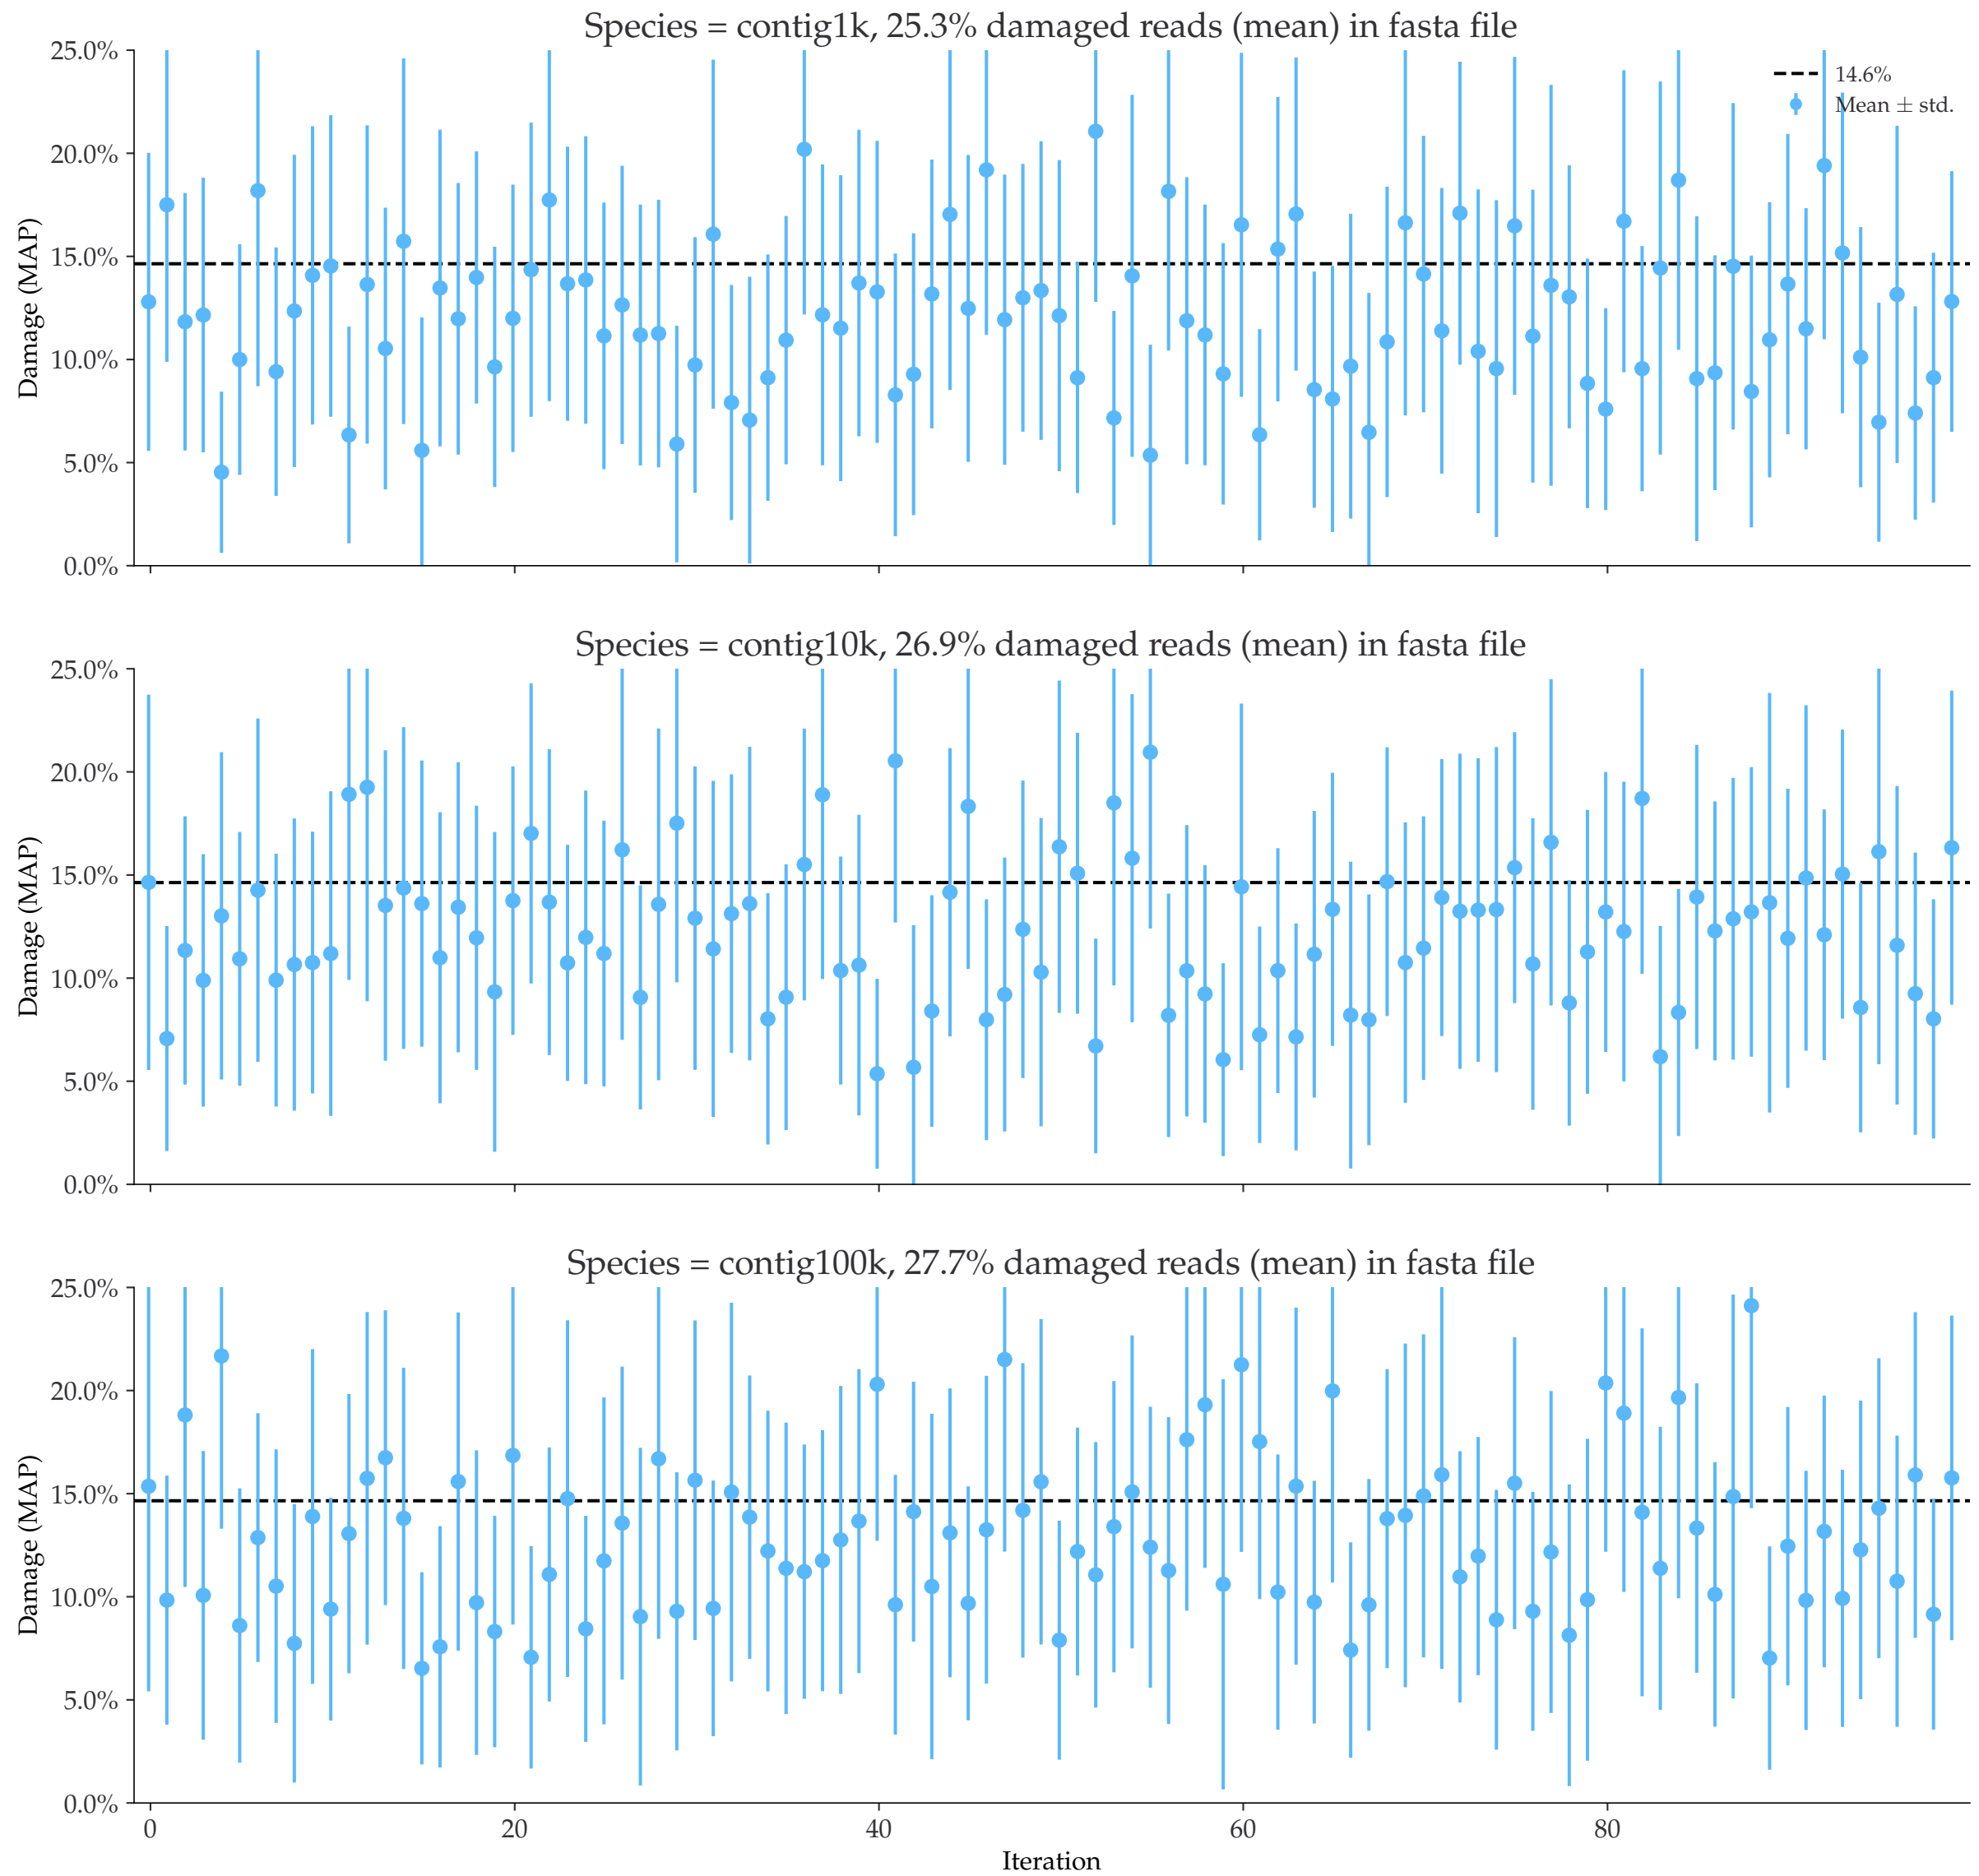 Species = contig1k, 25.3% damaged reads (mean) in fasta file
25.0%
20.0%
15.0%
10.0%
5.0%
0.0%
Damage (MAP)
14.6%
Mean ± std.
Species = contig10k, 26.9% damaged reads (mean) in fasta file
25.0%
20.0%
15.0%
10.0%
5.0%
0.0%
Damage (MAP)
Species = contig100k, 27.7% damaged reads (mean) in fasta file
25.0%
20.0%
15.0%
10.0%
5.0%
0.0%
Damage (MAP)
0 20 40 60 80
Iteration